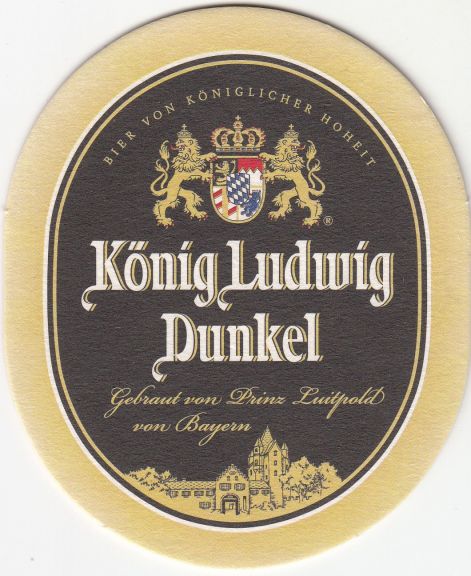 BIER VON KÖNIGLICHER HOHEIT
®
König Ludwig
Dunkel
Gebraut von Prinz Luitpold
von Bayern